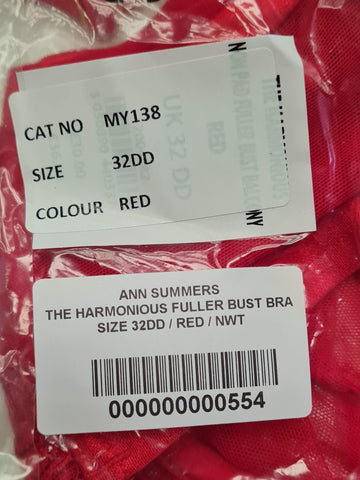 CAT NO MY138
SIZE 32DD
COLOUR RED
UK 32 DD
RED
ANN SUMMERS
THE HARMONIOUS FULLER BUST BRA
SIZE 32DD / RED / NWT
000000000554